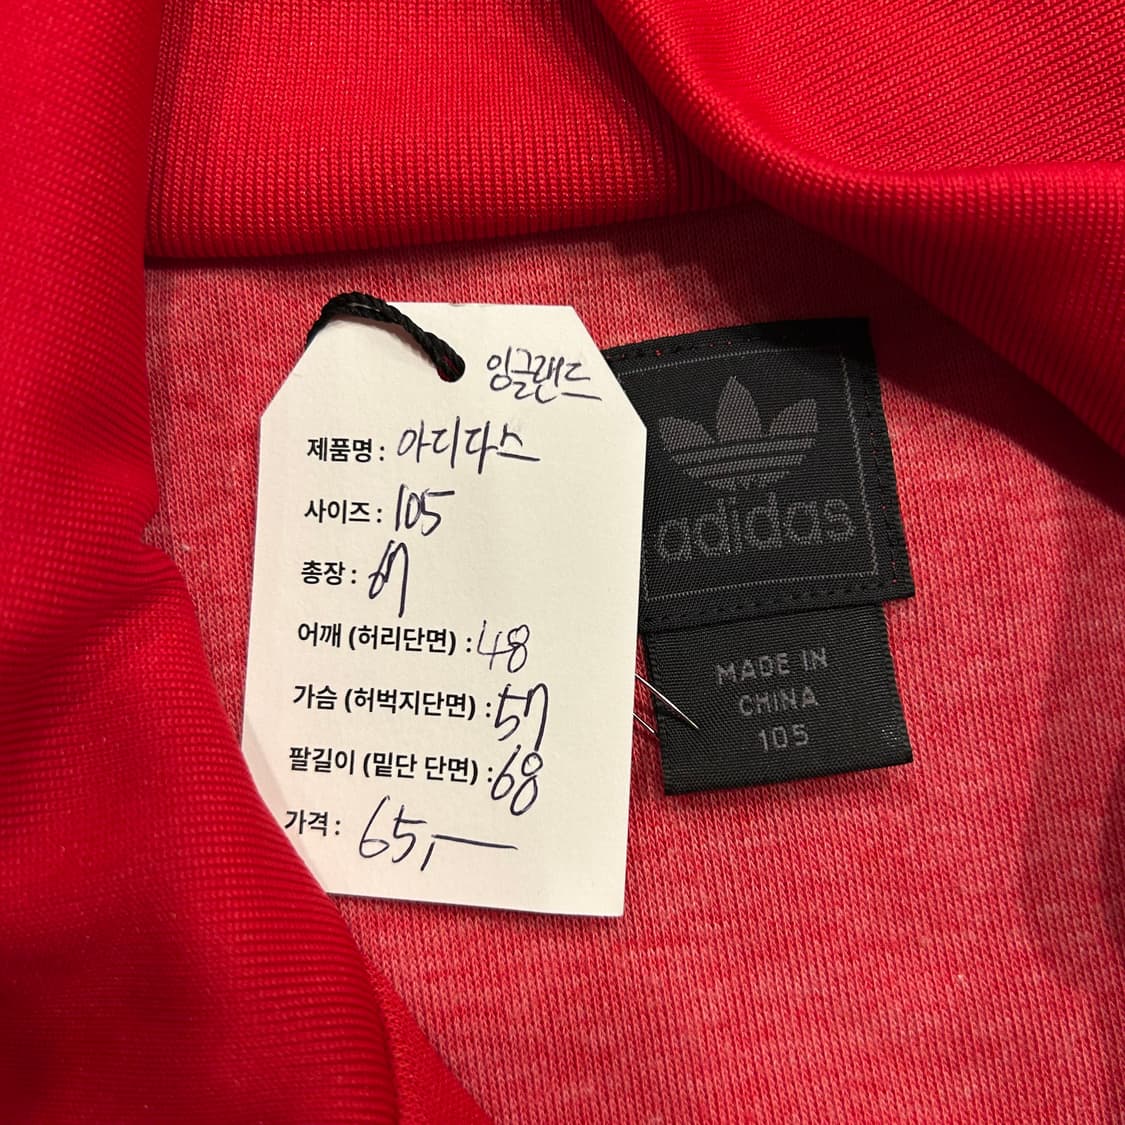 잉글랜드
제품명 : 아디다스
사이즈 : 105
총장 : 67
어깨 (허리단면) : 48
가슴 (허벅지단면) : 57
팔길이 (밑단 단면) : 68
가격 : 65,—
adidas
MADE IN
CHINA
105